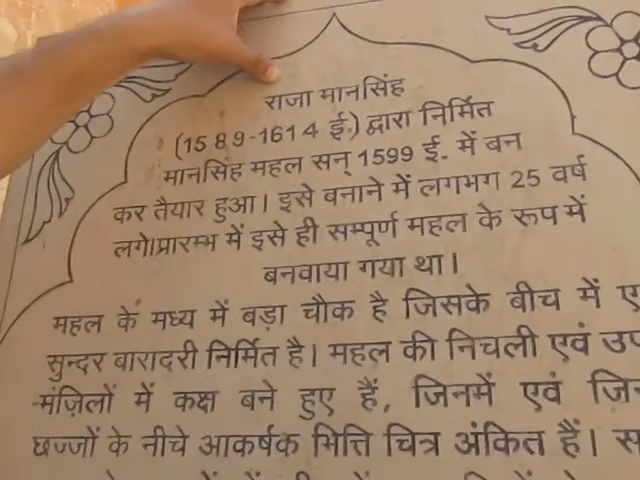 राजा मानसिंह
(1589-1614 ई.) द्वारा निर्मित
मानसिंह महल सन् 1599 ई. में बन
कर तैयार हुआ। इसे बनाने में लगभग 25 वर्ष
लगे।प्रारम्भ में इसे ही सम्पूर्ण महल के रूप में
बनवाया गया था।
महल के मध्य में बड़ा चौक है जिसके बीच में
सुन्दर बारादरी निर्मित है। महल की निचली एवं
मंज़िलों में कक्ष बने हुए हैं, जिनमें एवं
छज्जों के नीचे आकर्षक भित्ति चित्र अंकित हैं।